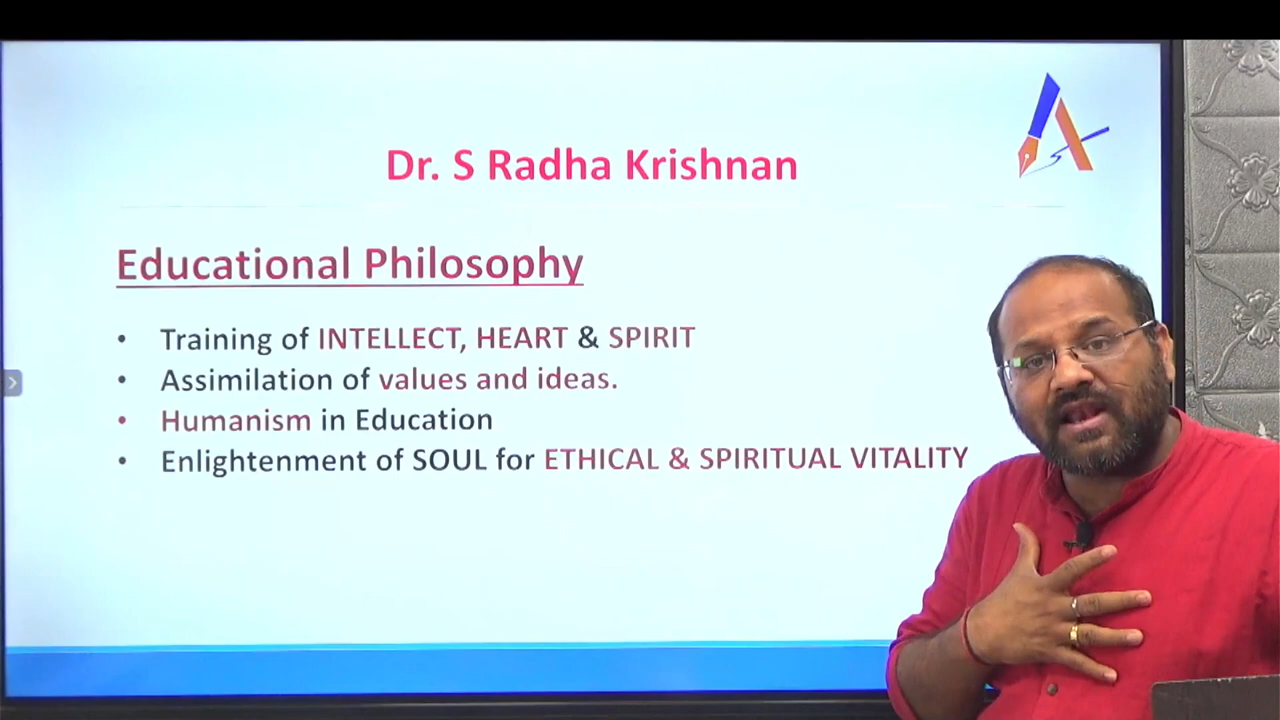 Dr. S Radha Krishnan
Educational Philosophy
• Training of INTELLECT, HEART & SPIRIT
• Assimilation of values and ideas.
• Humanism in Education
• Enlightenment of SOUL for ETHICAL & SPIRITUAL VITALITY